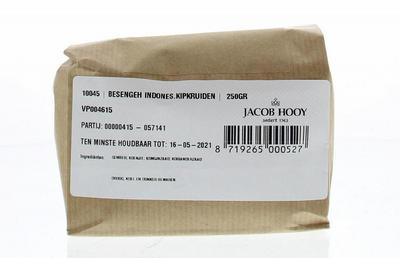 10045 | BESENGEH INDONES.KIPKRUIDEN | 250GR
VP004615
PARTIJ: 00000415 - 057141
TEN MINSTE HOUDBAAR TOT: 16-05-2021
Ingrediënten:
JACOB HOOY
sedert 1743
8 719265 000527